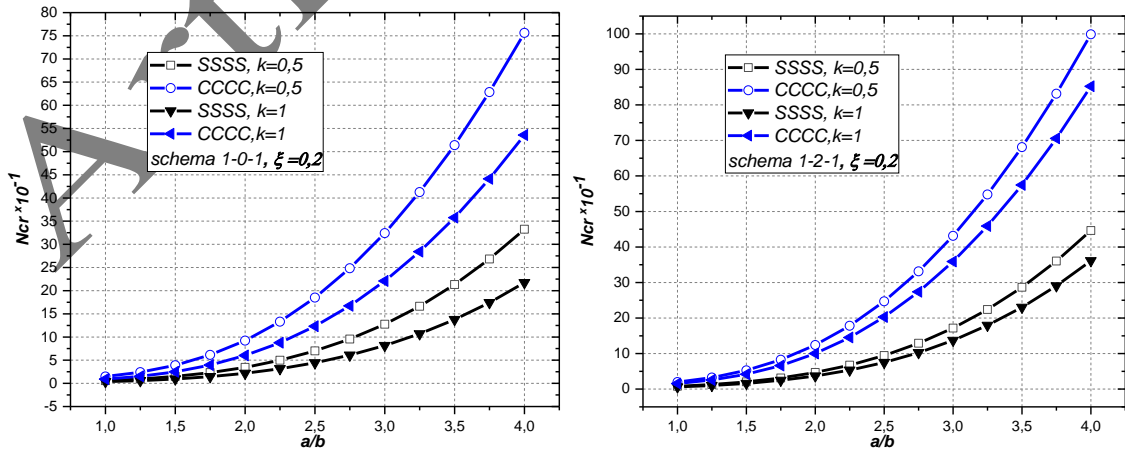 80
75
70
65
60
55
50
45
40
35
30
25
20
15
10
5
0
-5
Ncr x10^-1
SSSS, k=0,5
CCCC,k=0,5
SSSS, k=1
CCCC,k=1
schema 1-0-1, ξ=0,2
1,0 1,5 2,0 2,5 3,0 3,5 4,0
a/b
100
90
80
70
60
50
40
30
20
10
0
Ncr x10^-1
SSSS, k=0,5
CCCC,k=0,5
SSSS, k=1
CCCC,k=1
schema 1-2-1, ξ=0,2
1,0 1,5 2,0 2,5 3,0 3,5 4,0
a/b